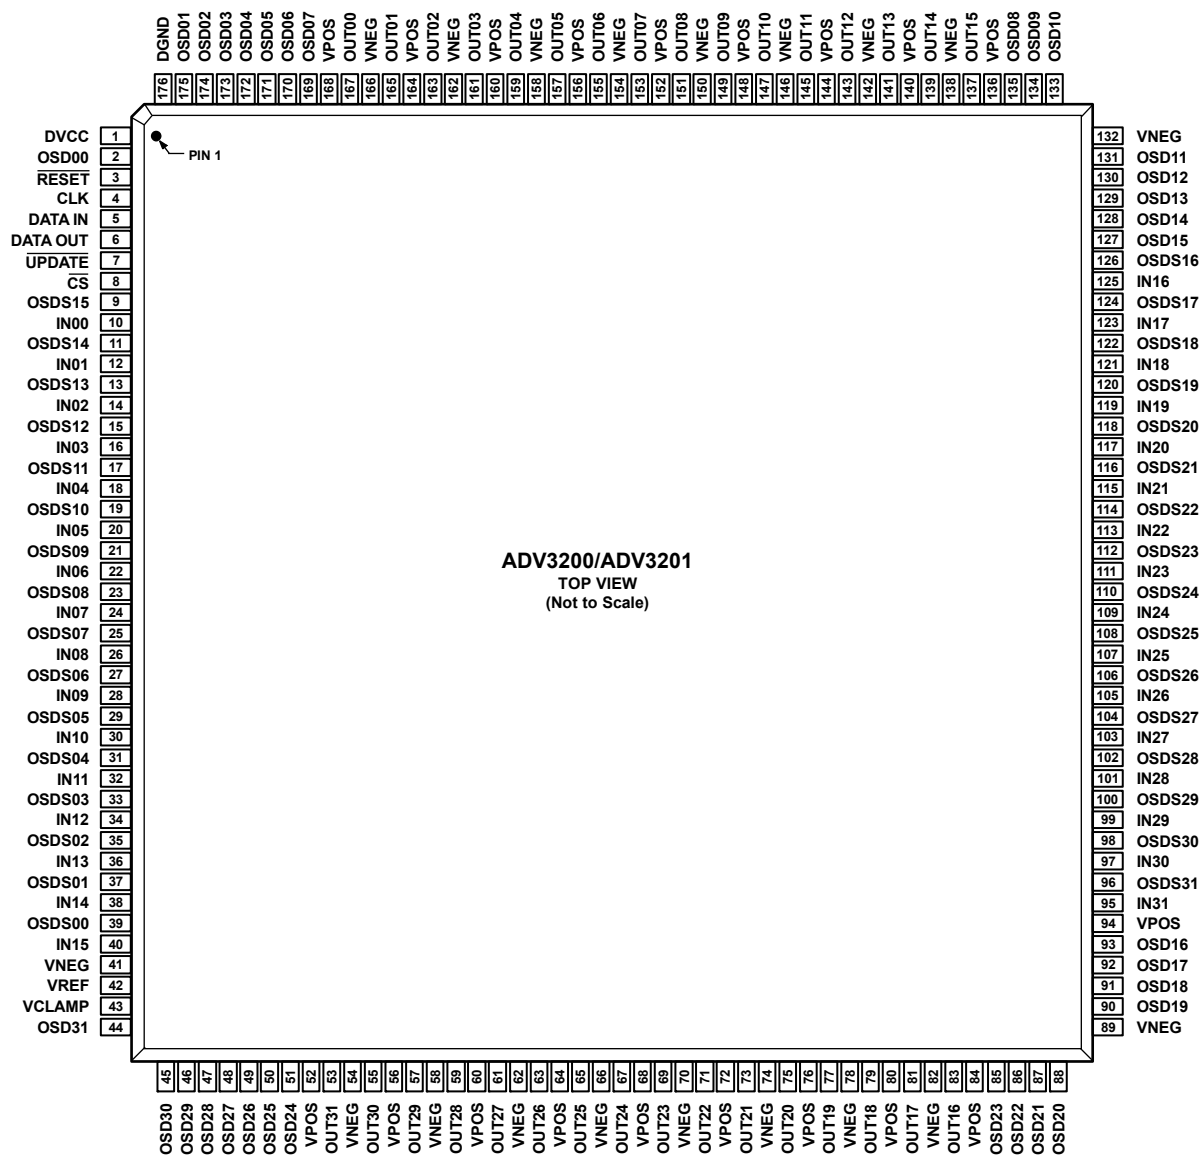 DGND 176
OSD01 175
OSD02 174
OSD03 173
OSD04 172
OSD05 171
OSD06 170
OSD07 169
VPOS 168
OUT00 167
VNEG 166
OUT01 165
VPOS 164
OUT02 163
VNEG 162
OUT03 161
VPOS 160
OUT04 159
VNEG 158
OUT05 157
VPOS 156
OUT06 155
VNEG 154
OUT07 153
VPOS 152
OUT08 151
VNEG 150
OUT09 149
VPOS 148
OUT10 147
VNEG 146
OUT11 145
VPOS 144
OUT12 143
VNEG 142
OUT13 141
VPOS 140
OUT14 139
VNEG 138
OUT15 137
VPOS 136
OSD08 135
OSD09 134
OSD10 133
DVCC 1
OSD00 2
RESET 3
CLK 4
DATA IN 5
DATA OUT 6
UPDATE 7
CS 8
OSDS15 9
IN00 10
OSDS14 11
IN01 12
OSDS13 13
IN02 14
OSDS12 15
IN03 16
OSDS11 17
IN04 18
OSDS10 19
IN05 20
OSDS09 21
IN06 22
OSDS08 23
IN07 24
OSDS07 25
IN08 26
OSDS06 27
IN09 28
OSDS05 29
IN10 30
OSDS04 31
IN11 32
OSDS03 33
IN12 34
OSDS02 35
IN13 36
OSDS01 37
IN14 38
OSDS00 39
IN15 40
VNEG 41
VREF 42
VCLAMP 43
OSD31 44
PIN 1
ADV3200/ADV3201
TOP VIEW
(Not to Scale)
132 VNEG
131 OSD11
130 OSD12
129 OSD13
128 OSD14
127 OSD15
126 OSDS16
125 IN16
124 OSDS17
123 IN17
122 OSDS18
121 IN18
120 OSDS19
119 IN19
118 OSDS20
117 IN20
116 OSDS21
115 IN21
114 OSDS22
113 IN22
112 OSDS23
111 IN23
110 OSDS24
109 IN24
108 OSDS25
107 IN25
106 OSDS26
105 IN26
104 OSDS27
103 IN27
102 OSDS28
101 IN28
100 OSDS29
99 IN29
98 OSDS30
97 IN30
96 OSDS31
95 IN31
94 VPOS
93 OSD16
92 OSD17
91 OSD18
90 OSD19
89 VNEG
45 OSD30
46 OSD29
47 OSD28
48 OSD27
49 OSD26
50 OSD25
51 OSD24
52 VPOS
53 OUT31
54 VNEG
55 OUT30
56 VPOS
57 OUT29
58 VNEG
59 OUT28
60 VPOS
61 OUT27
62 VNEG
63 OUT26
64 VPOS
65 OUT25
66 VNEG
67 OUT24
68 VPOS
69 OUT23
70 VNEG
71 OUT22
72 VPOS
73 OUT21
74 VNEG
75 OUT20
76 VPOS
77 OUT19
78 VNEG
79 OUT18
80 VPOS
81 OUT17
82 VNEG
83 OUT16
84 VPOS
85 OSD23
86 OSD22
87 OSD21
88 OSD20